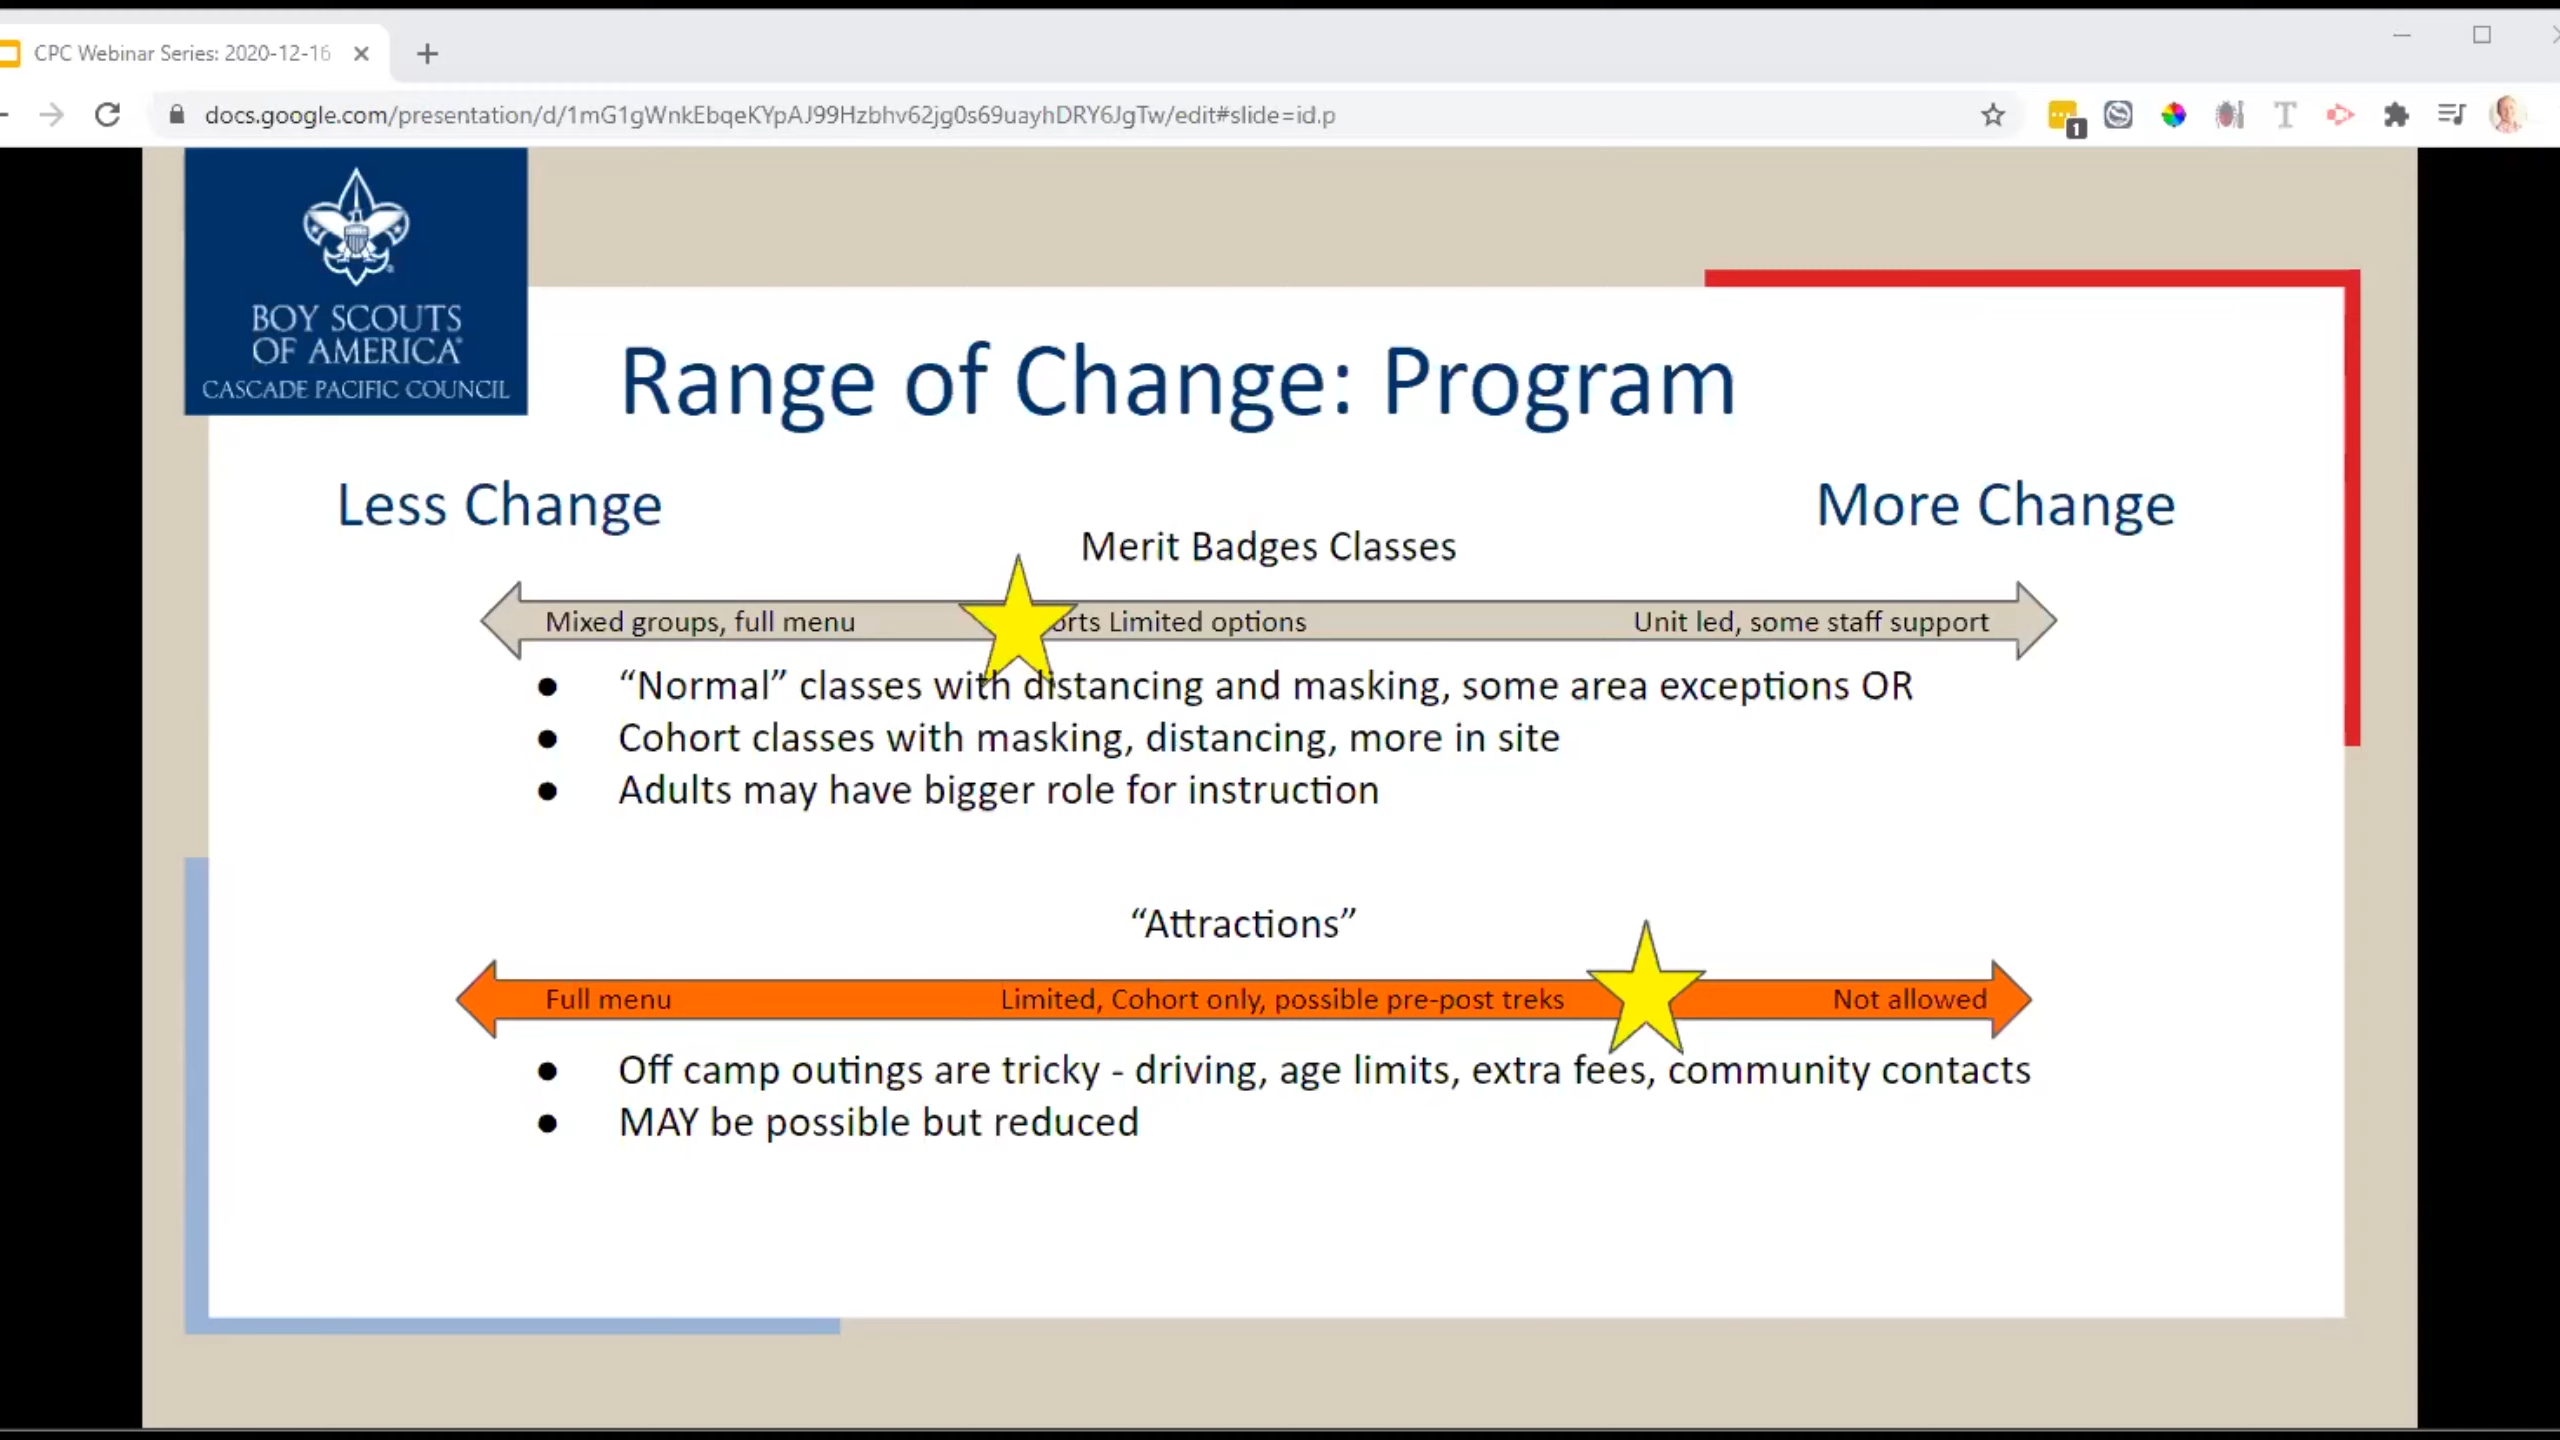 CPC Webinar Series: 2020-12-16
docs.google.com/presentation/d/1mG1gWnkEbqeKYpAJ99Hzbhv62jg0s69uayhDRY6JgTw/edit#slide=id.p
1
T
BOY SCOUTS
OF AMERICA
CASCADE PACIFIC COUNCIL
Range of Change: Program
Less Change
More Change
Merit Badges Classes
Mixed groups, full menu
Limited options
Unit led, some staff support
● “Normal” classes with distancing and masking, some area exceptions OR
● Cohort classes with masking, distancing, more in site
● Adults may have bigger role for instruction
“Attractions”
Full menu
Limited, Cohort only, possible pre-post treks
Not allowed
● Off camp outings are tricky - driving, age limits, extra fees, community contacts
● MAY be possible but reduced